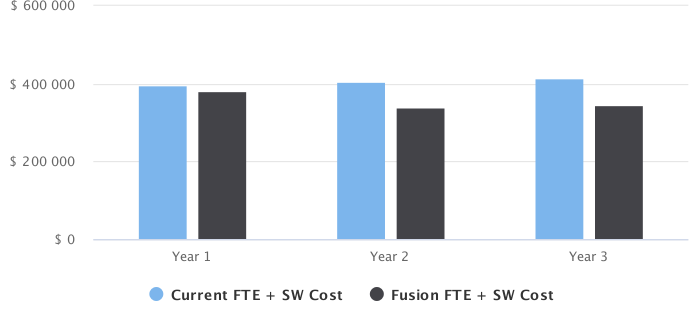 $ 600 000
$ 400 000
$ 200 000
$ 0
Year 1 Year 2 Year 3
Current FTE + SW Cost Fusion FTE + SW Cost